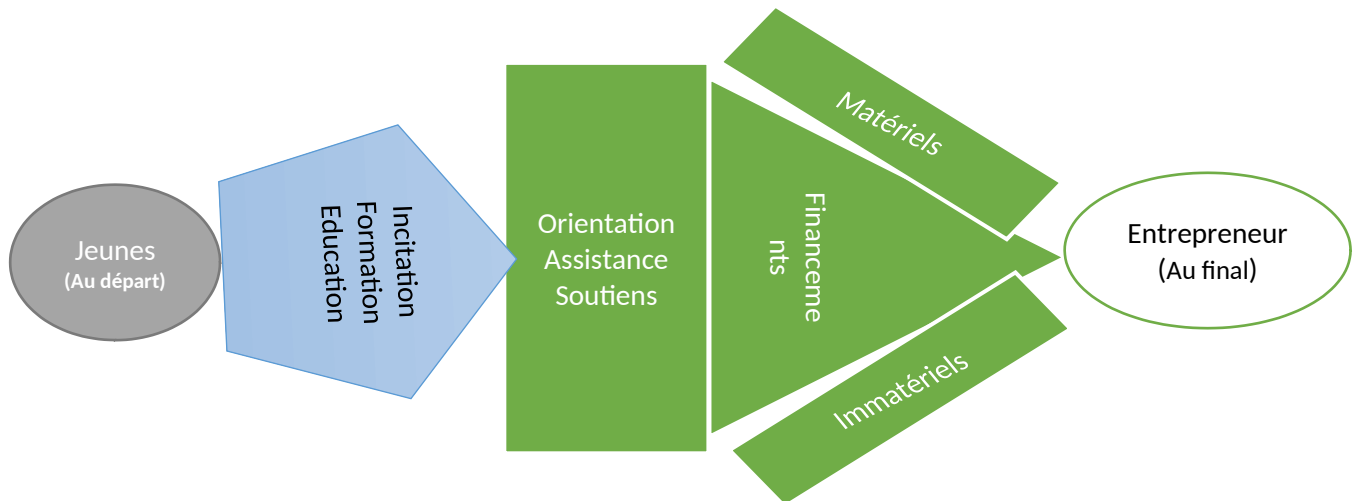 Jeunes
(Au départ)
Incitation
Formation
Education
Orientation
Assistance
Soutiens
Financeme
nts
Matériels
Immatériels
Entrepreneur
(Au final)